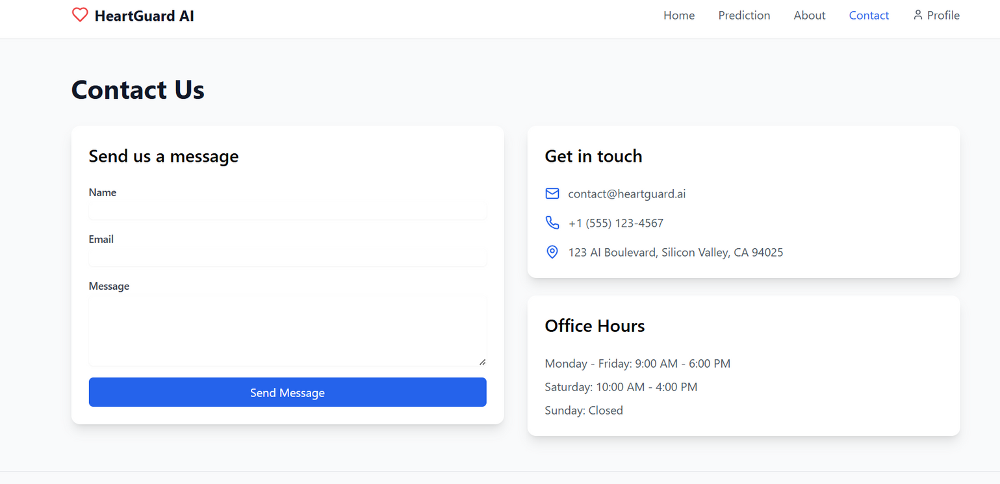 HeartGuard AI
Home Prediction About Contact Profile
Contact Us
Send us a message
Name
Email
Message
Send Message
Get in touch
contact@heartguard.ai
+1 (555) 123-4567
123 AI Boulevard, Silicon Valley, CA 94025
Office Hours
Monday - Friday: 9:00 AM - 6:00 PM
Saturday: 10:00 AM - 4:00 PM
Sunday: Closed